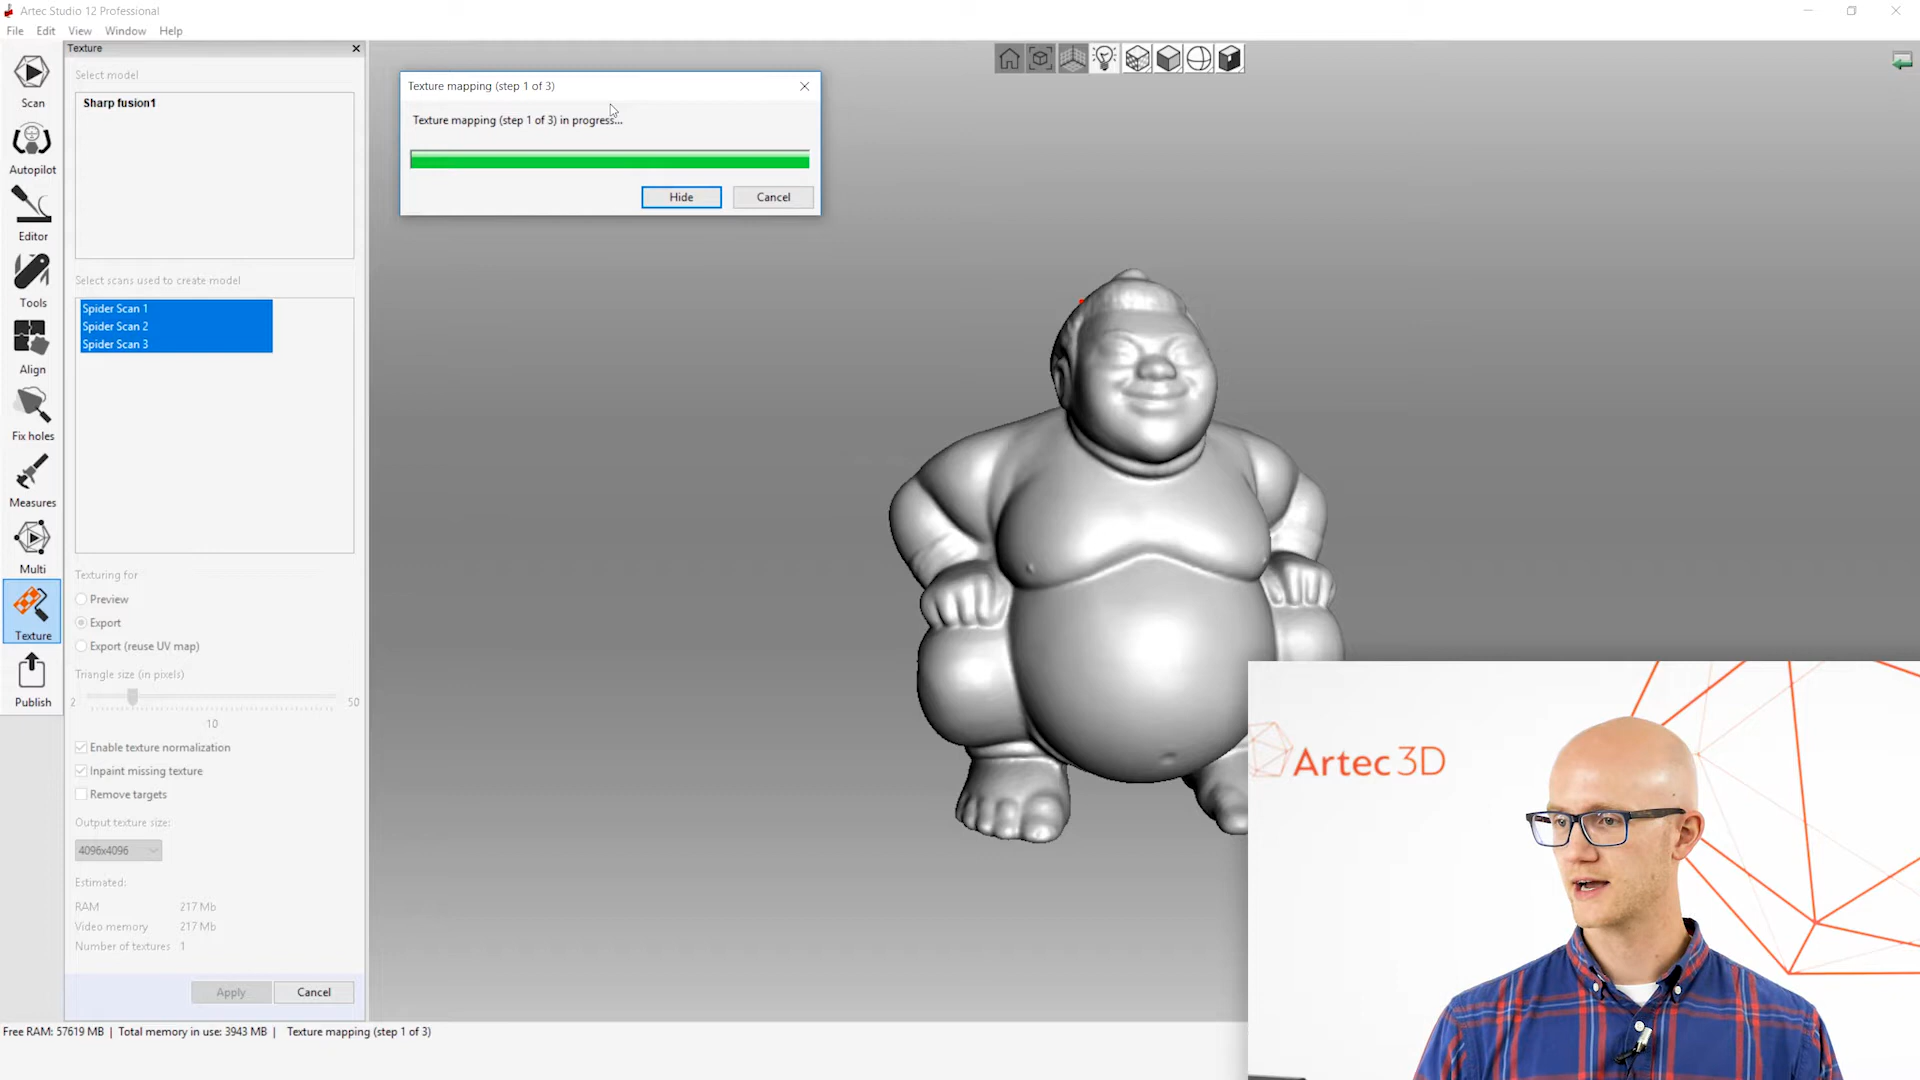 Artec Studio 12 Professional
File Edit View Window Help
Texture
Select model
Sharp fusion1
Select scans used to create model
Spider Scan 1
Spider Scan 2
Spider Scan 3
Texturing for
Preview
Export
Export (reuse UV map)
Triangle size (in pixels)
2 50
10
Enable texture normalization
Inpaint missing texture
Remove targets
Output texture size:
4096x4096
Estimated:
RAM 217 Mb
Video memory 217 Mb
Number of textures 1
Apply Cancel
Scan
Autopilot
Editor
Tools
Align
Fix holes
Measures
Multi
Texture
Publish
Texture mapping (step 1 of 3)
Texture mapping (step 1 of 3) in progress...
Hide Cancel
Artec 3D
Free RAM: 57619 MB | Total memory in use: 3943 MB | Texture mapping (step 1 of 3)